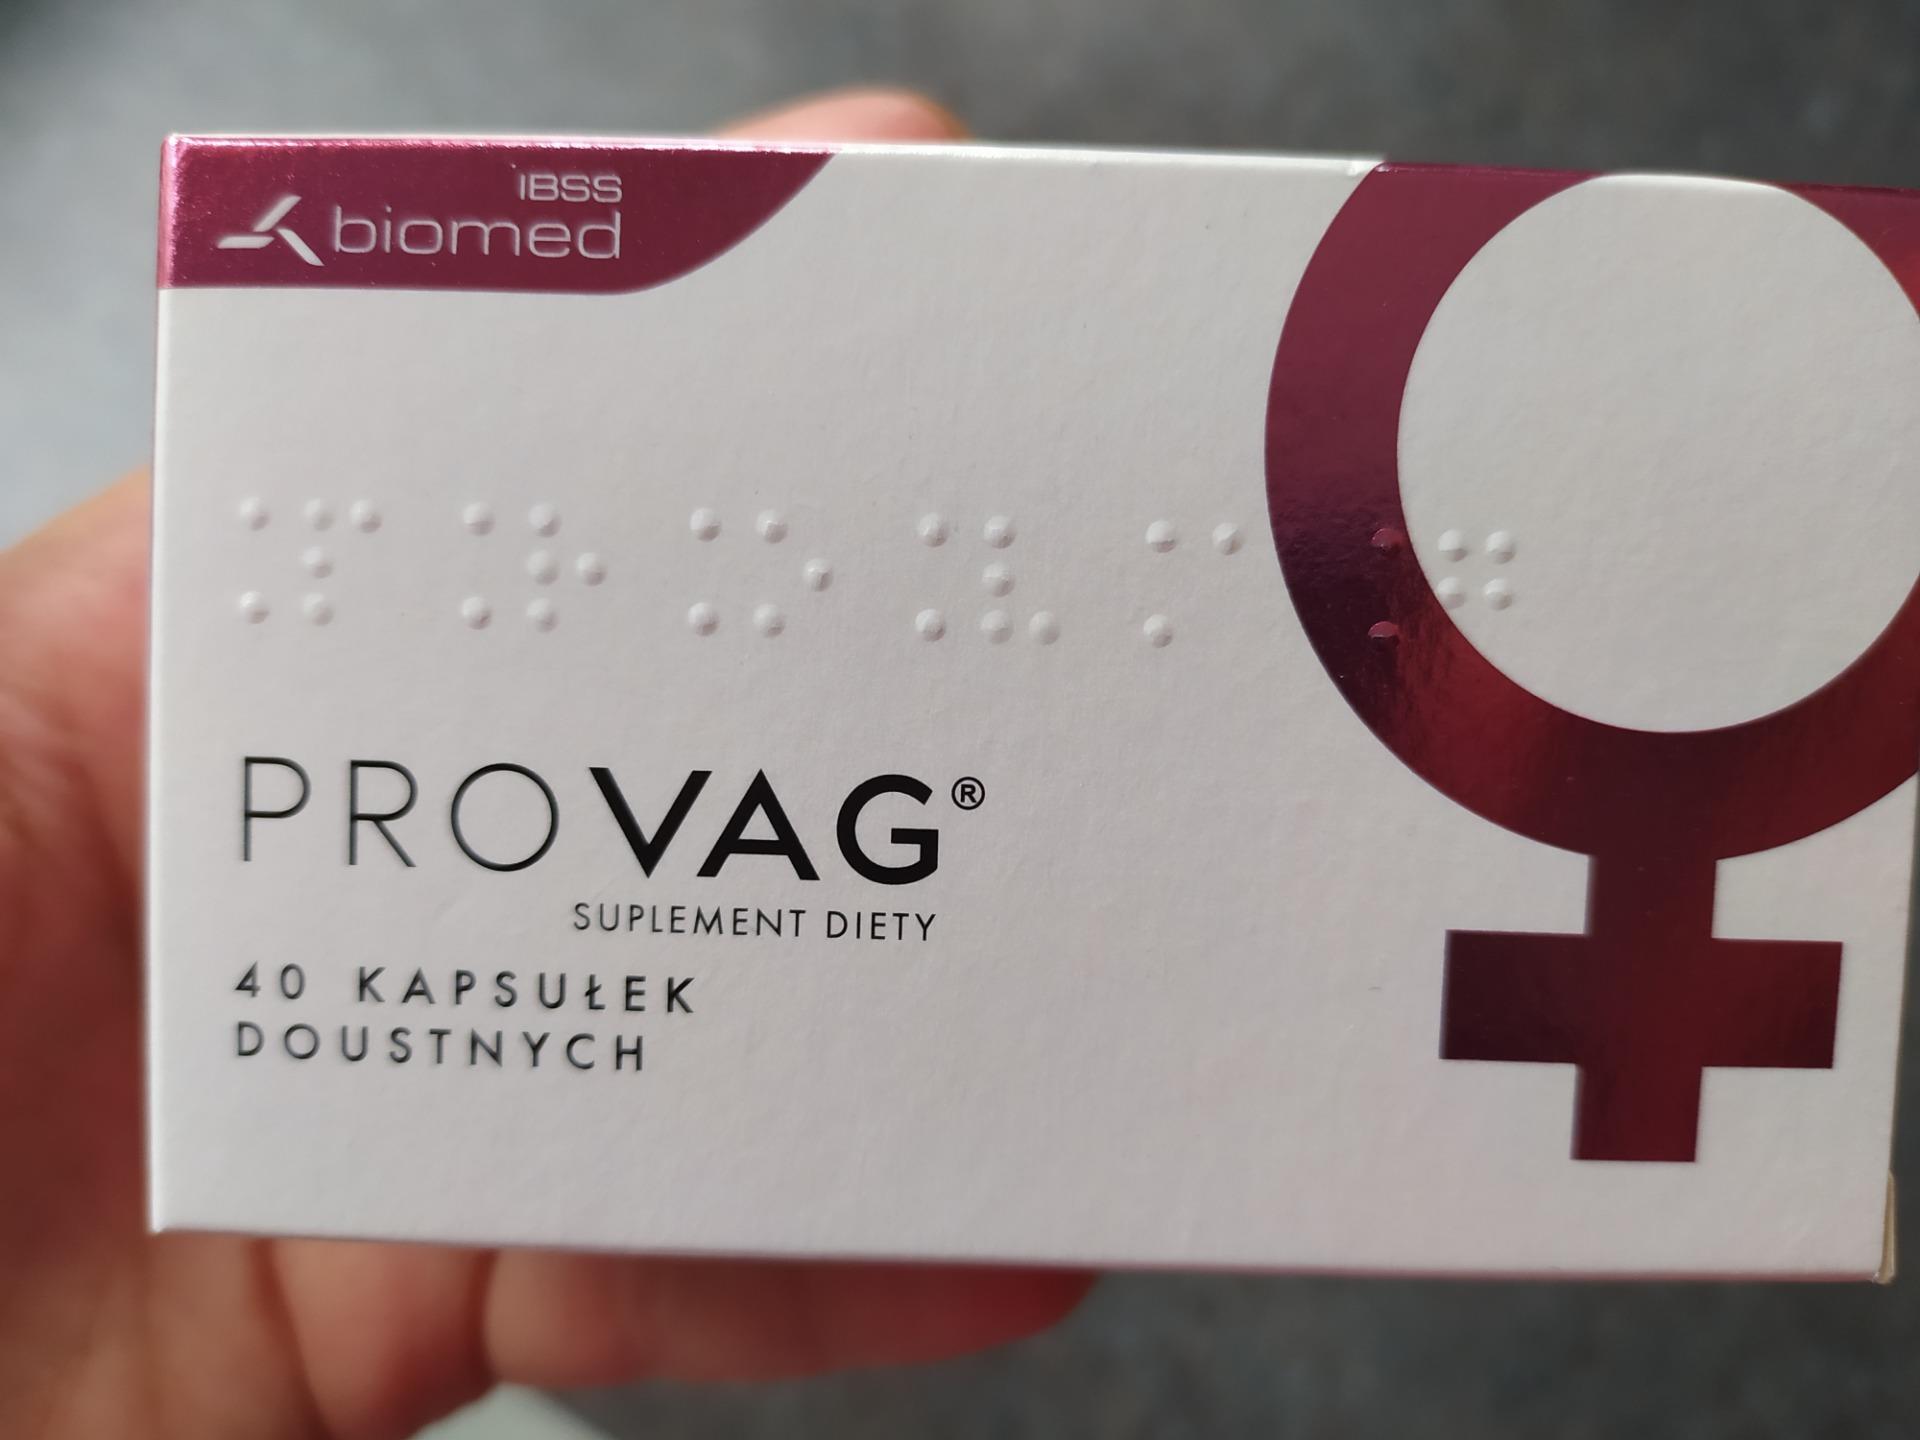 IBSS
biomed
⠨⠏⠨⠗⠨⠕⠨⠧⠨⠁⠨⠛
PROVAG®
SUPLEMENT DIETY
40 KAPSUŁEK
DOUSTNYCH